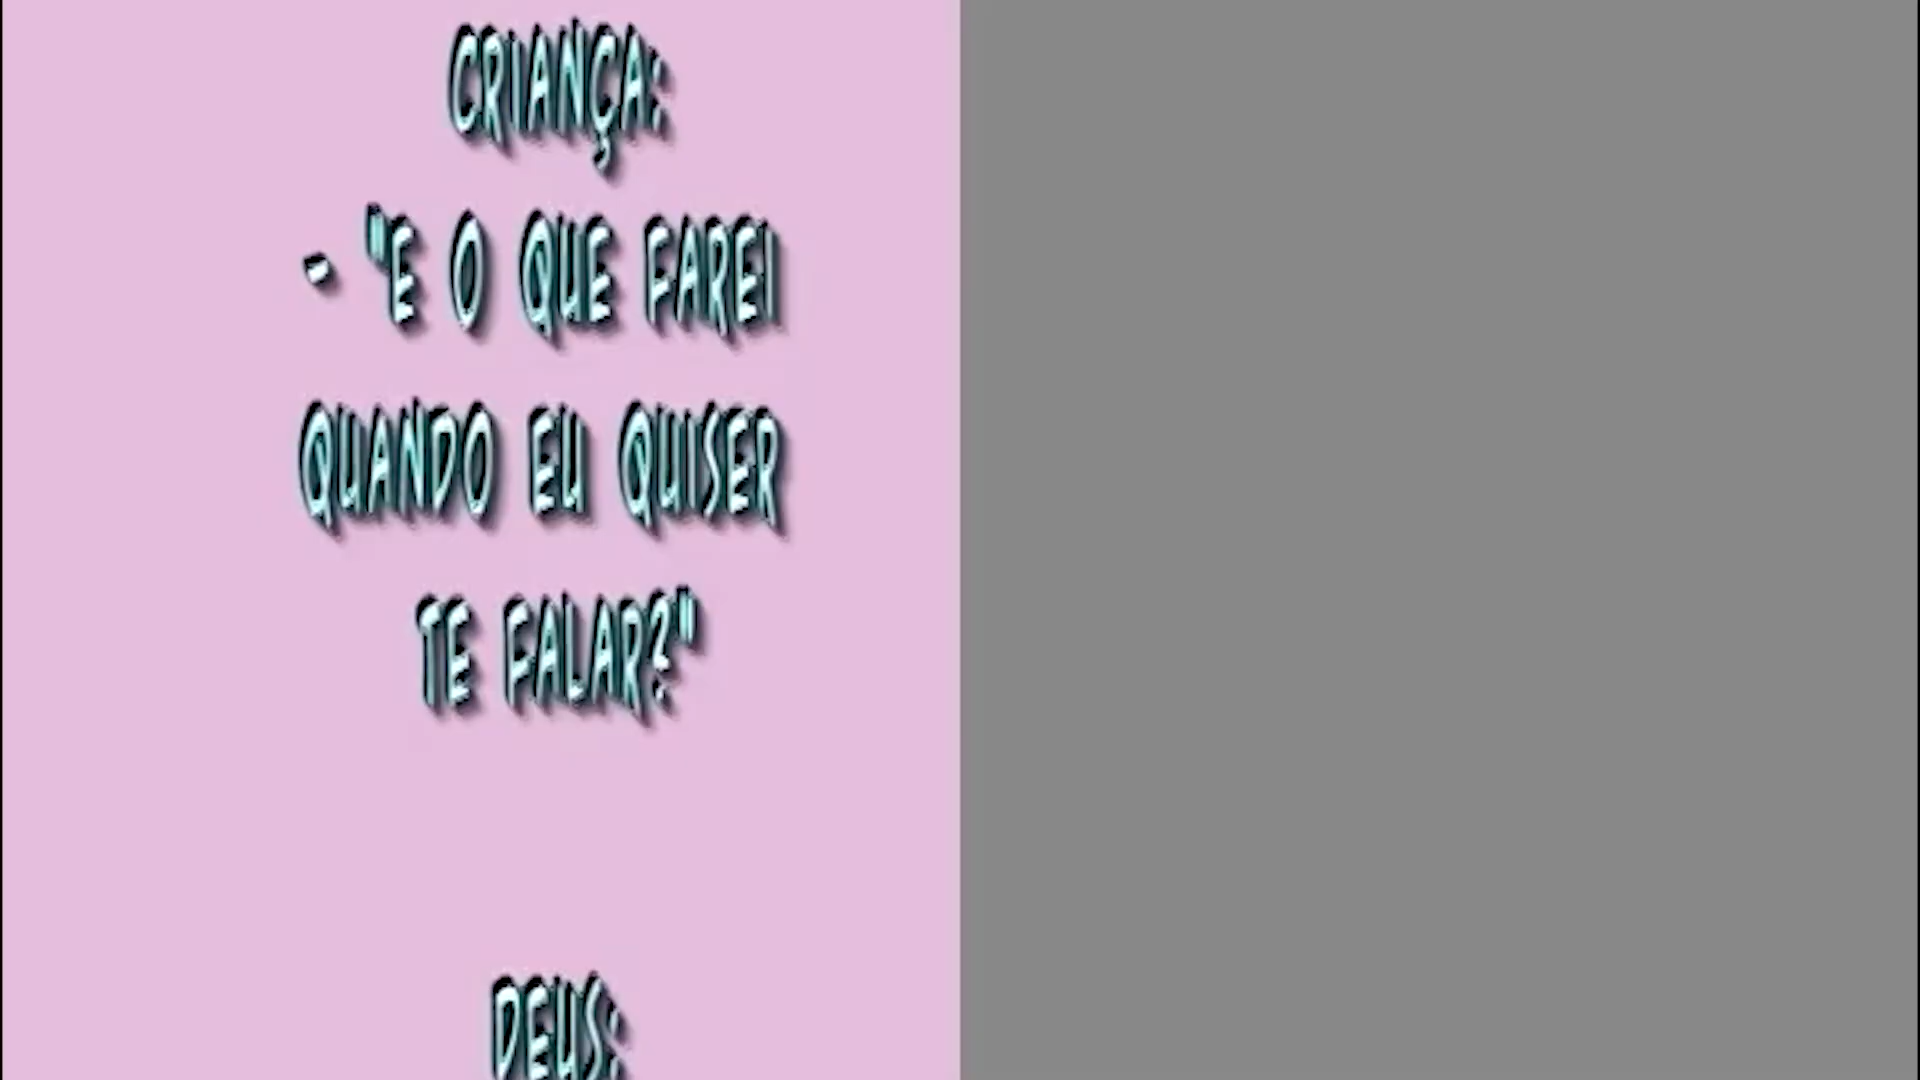 CRIANÇA:
- "E O QUE FAREI
QUANDO EU QUISER
TE FALAR?"
DEUS: